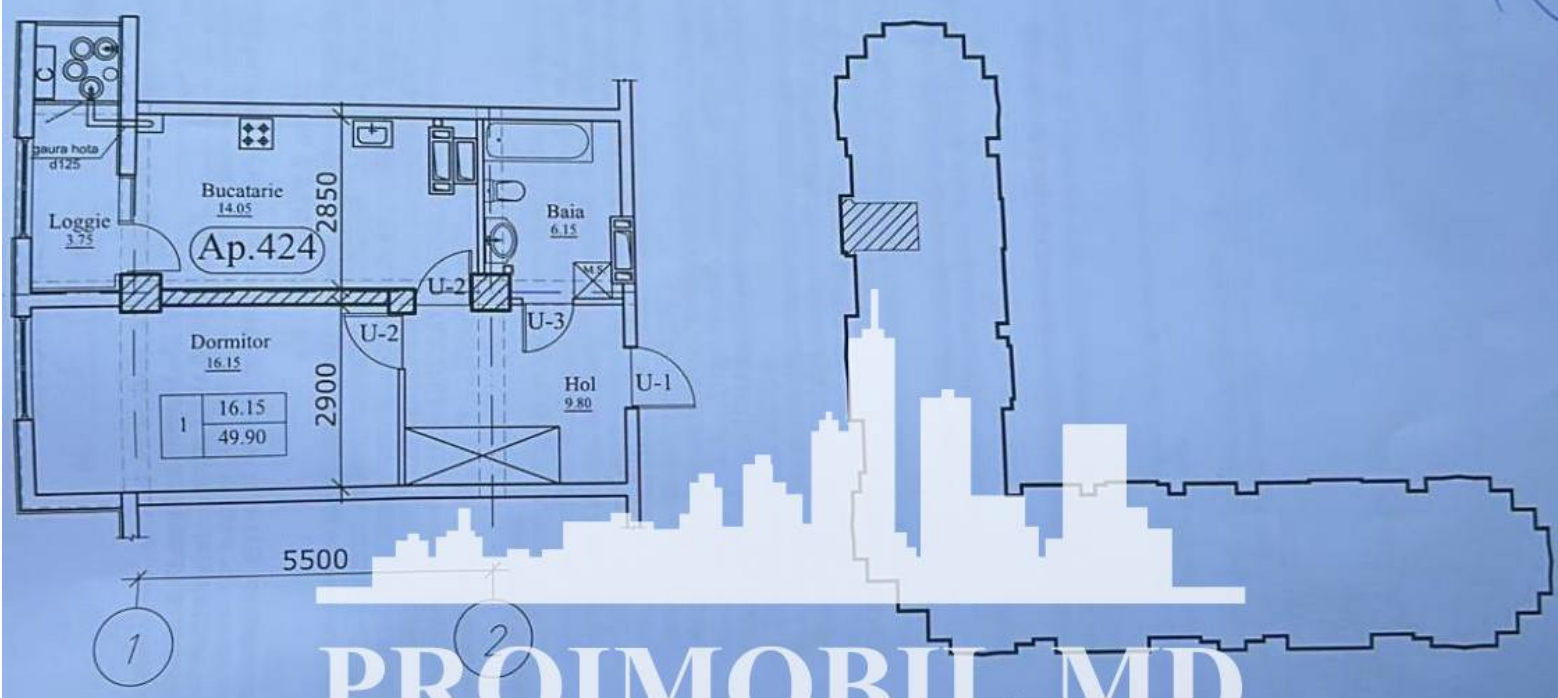 C
gaura hota
d125
Bucatarie
14.05
2850
Baia
6.15
Loggie
3.75
Ap.424
M.S
U-2
U-2
U-3
Dormitor
16.15
2900
Hol
9.80
U-1
1
16.15
49.90
5500
1
2
PROIMOBIL.MD